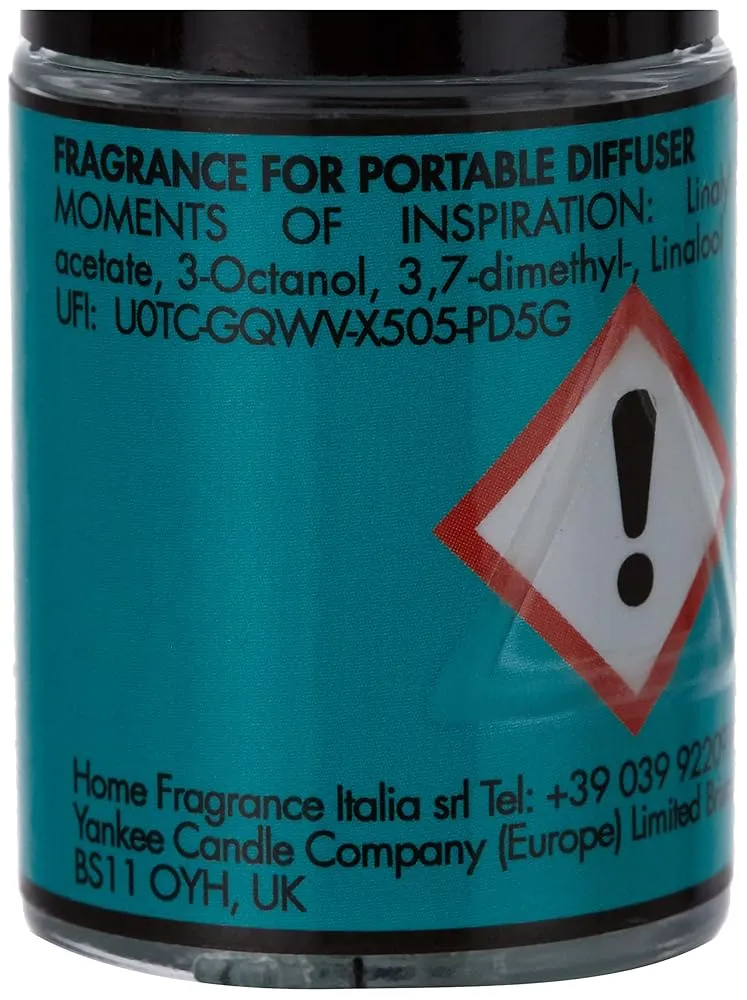 FRAGRANCE FOR PORTABLE DIFFUSER
MOMENTS OF INSPIRATION:
acetate, 3-Octanol, 3,7-dimethyl-, Linalool
UFI: U0TC-GQWV-X505-PD5G
Home Fragrance Italia srl Tel: +39 039
Yankee Candle Company (Europe) Limited
BS11 0YH, UK